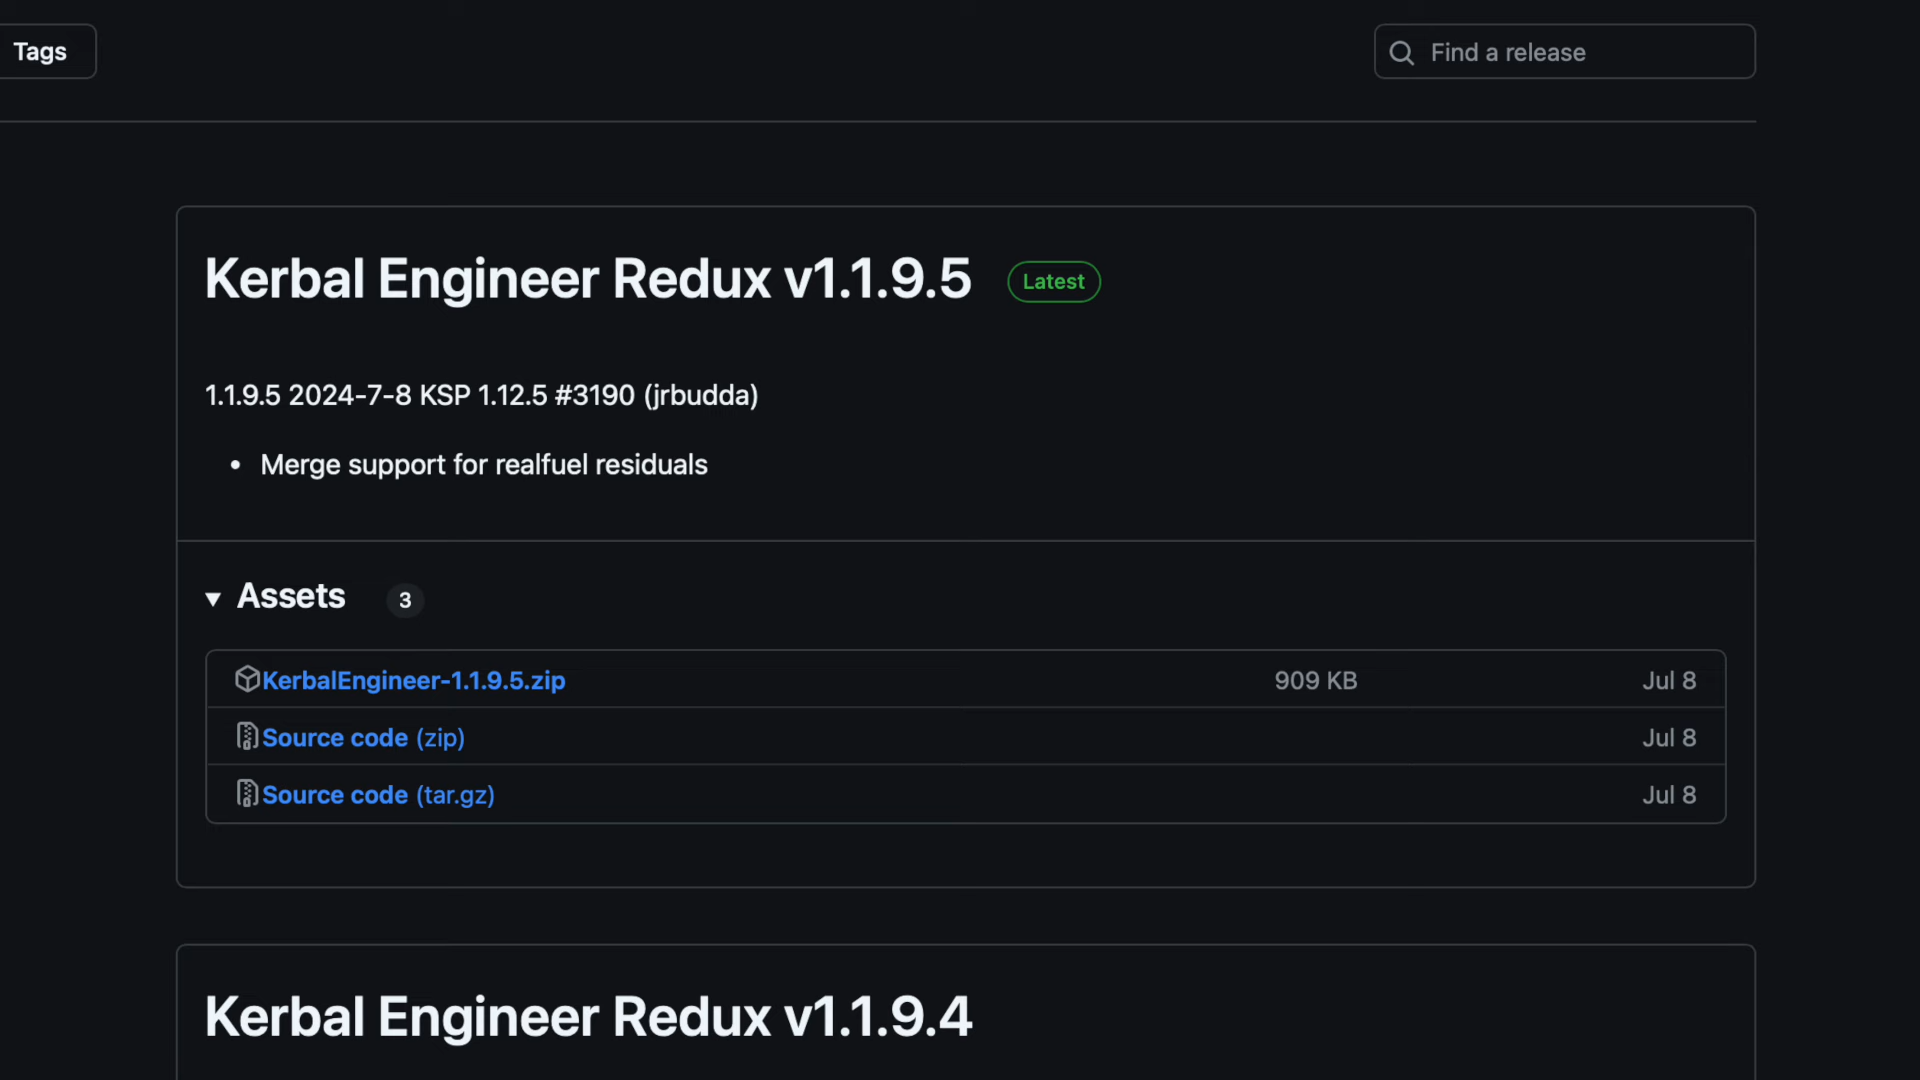 Tags
Find a release
Kerbal Engineer Redux v1.1.9.5 Latest
1.1.9.5 2024-7-8 KSP 1.12.5 #3190 (jrbudda)
• Merge support for realfuel residuals
▼ Assets 3
KerbalEngineer-1.1.9.5.zip 909 KB Jul 8
Source code (zip) Jul 8
Source code (tar.gz) Jul 8
Kerbal Engineer Redux v1.1.9.4